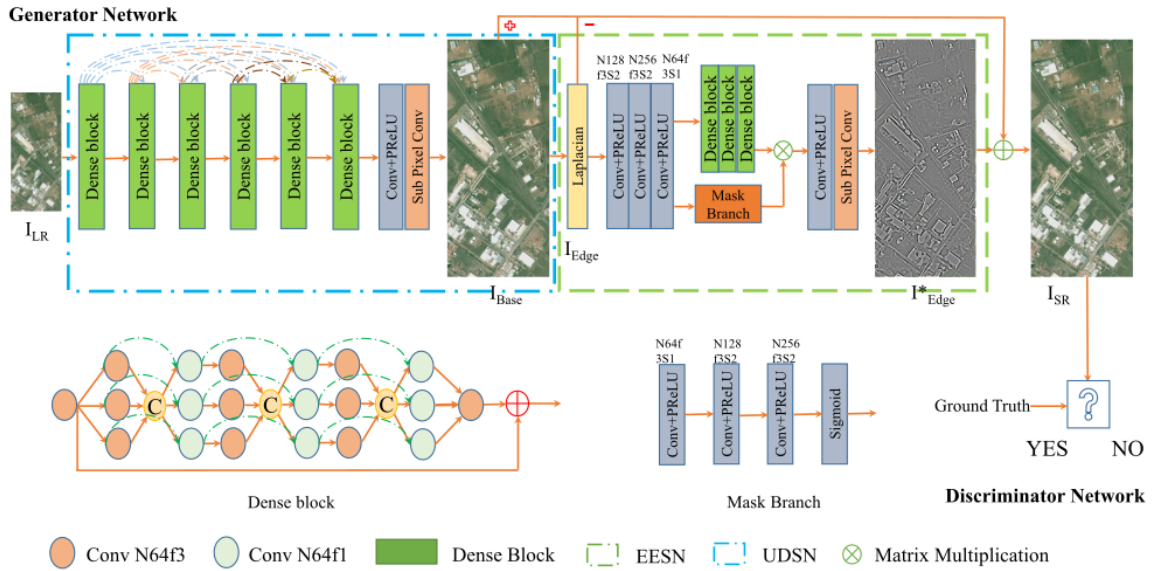 Generator Network
+
−
N128
f3S2
N256
f3S2
N64f
3S1
Dense block
Dense block
Dense block
Dense block
Dense block
Dense block
Conv+PReLU
Sub Pixel Conv
Laplacian
Conv+PReLU
Conv+PReLU
Conv+PReLU
Dense block
Dense block
Dense block
Mask
Branch
Conv+PReLU
Sub Pixel Conv
I_LR
I_Edge
I_Base
I*_Edge
I_SR
C
C
C
Dense block
N64f
3S1
N128
f3S2
N256
f3S2
Conv+PReLU
Conv+PReLU
Conv+PReLU
Sigmoid
Mask Branch
Ground Truth
?
YES
NO
Discriminator Network
Conv N64f3
Conv N64f1
Dense Block
EESN
UDSN
Matrix Multiplication